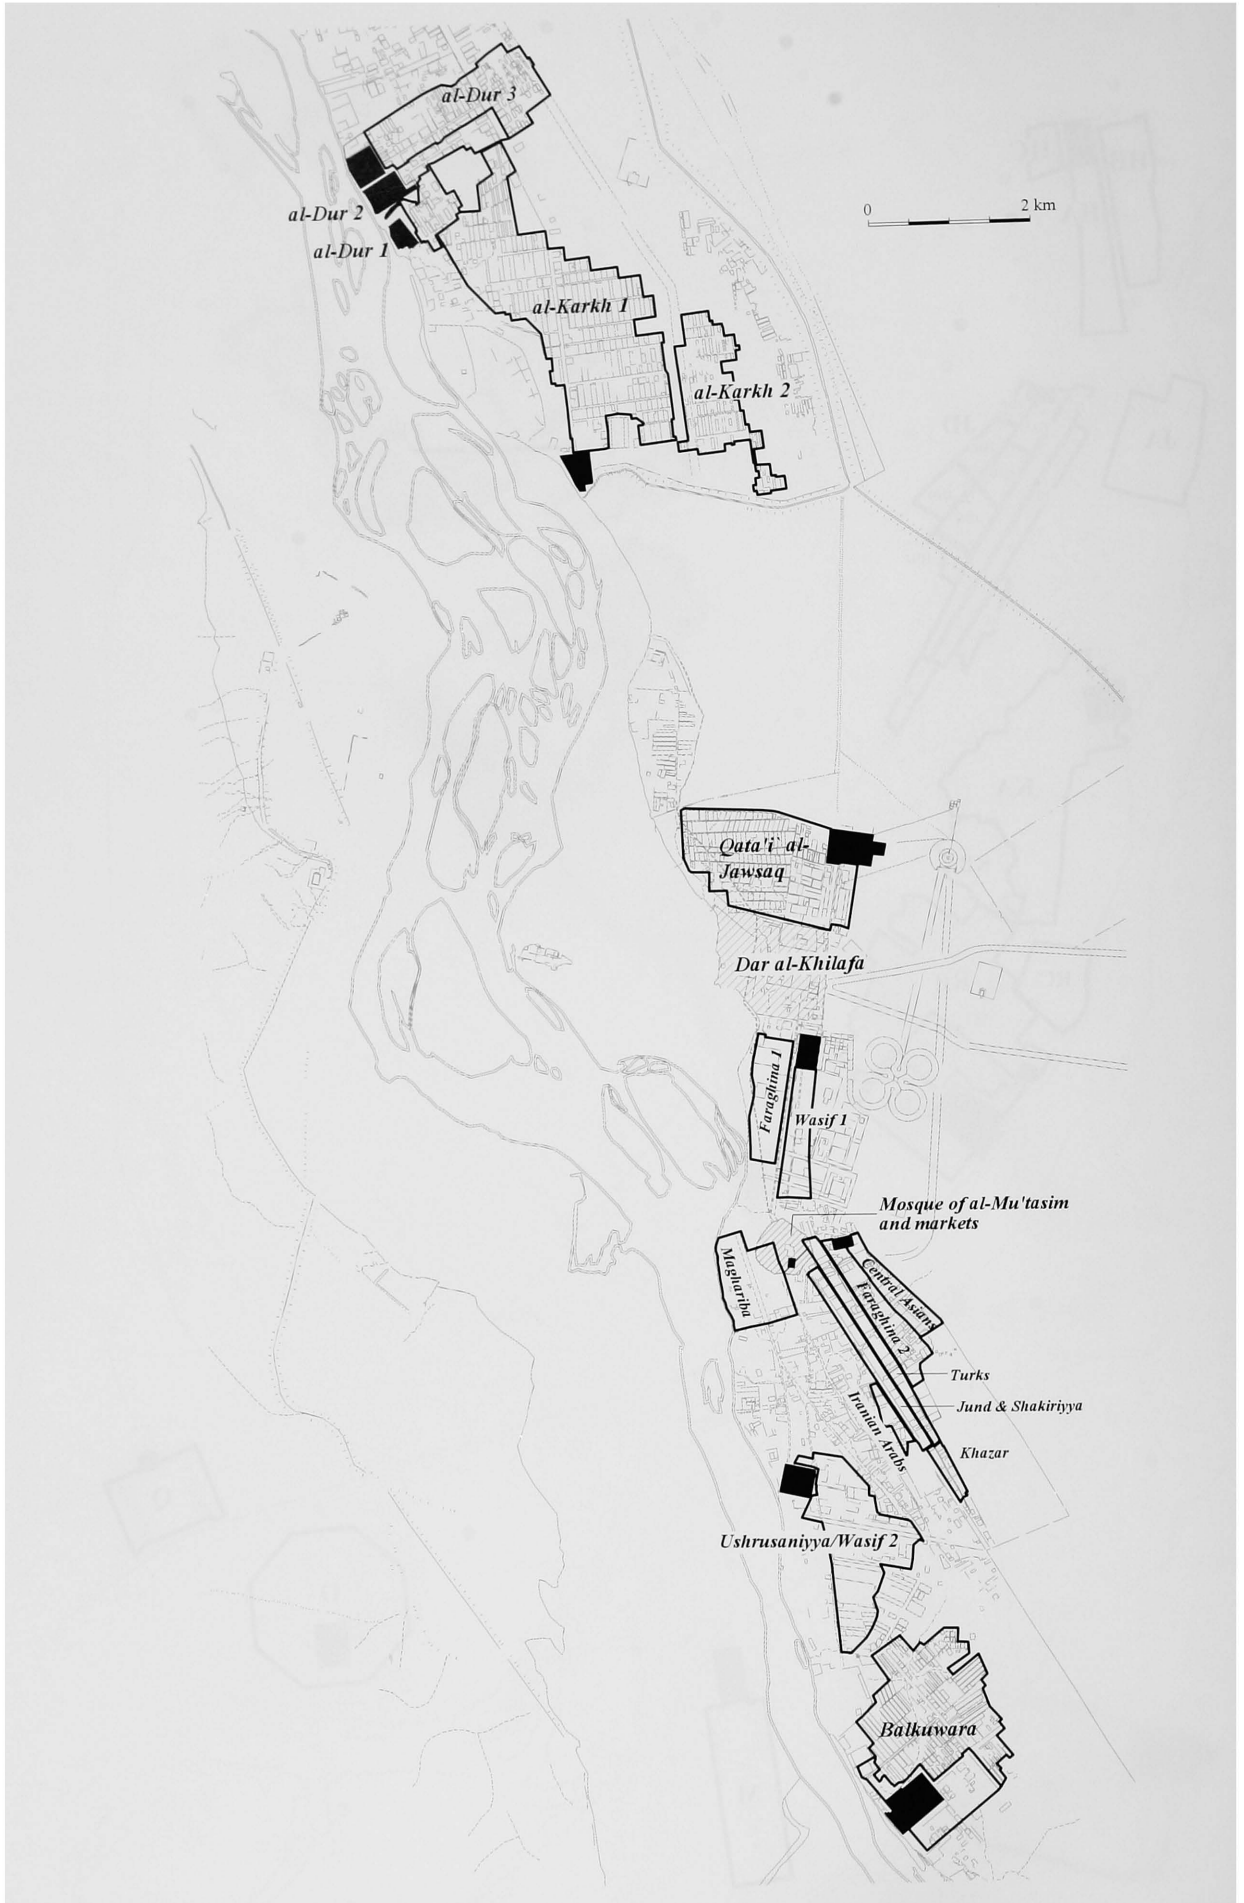 al-Dur 3
al-Dur 2
al-Dur 1
0 2 km
al-Karkh 1
al-Karkh 2
Qata'i` al-
Jawsaq
Dar al-Khilafa
Faraghina 1
Wasif 1
Mosque of al-Mu'tasim
and markets
Maghariba
Central Asians
Faraghina 2
Turks
Jund & Shakiriyya
Iranian Arabs
Khazar
Ushrusaniyya/Wasif 2
Balkuwara